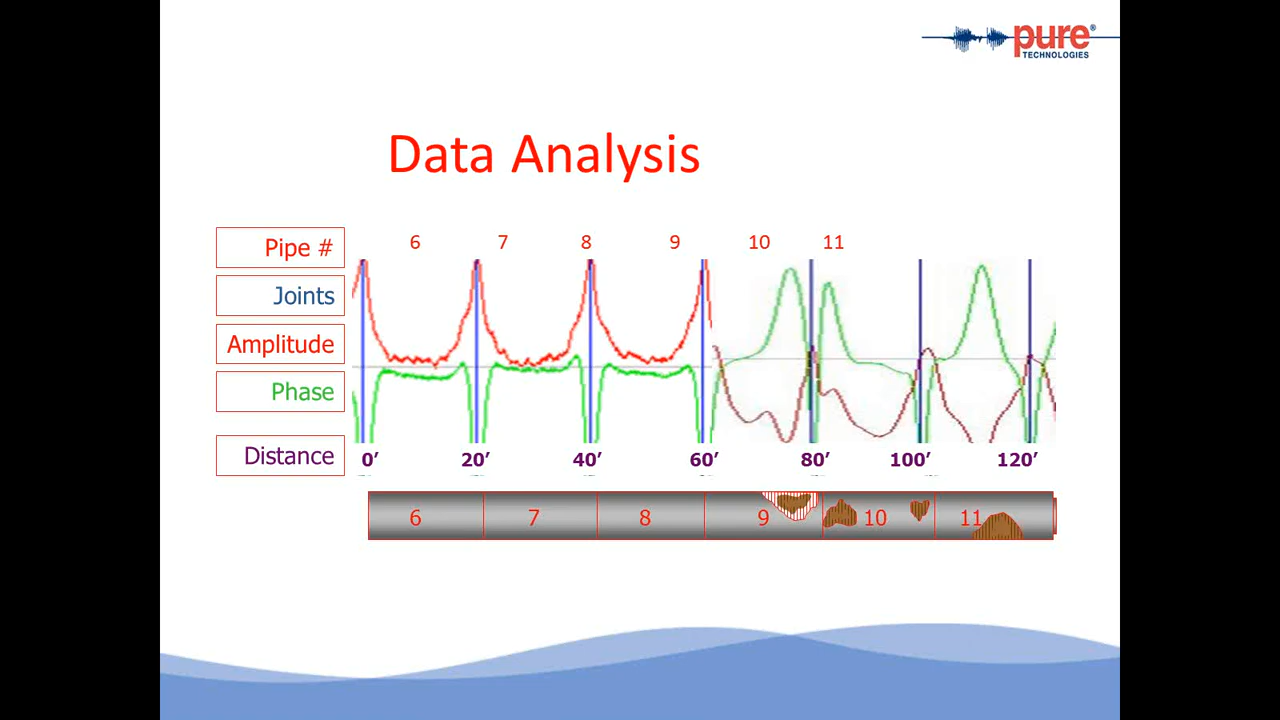 pure®
TECHNOLOGIES
Data Analysis
Pipe # 6 7 8 9 10 11
Joints
Amplitude
Phase
Distance 0’ 20’ 40’ 60’ 80’ 100’ 120’
6 7 8 9 10 11